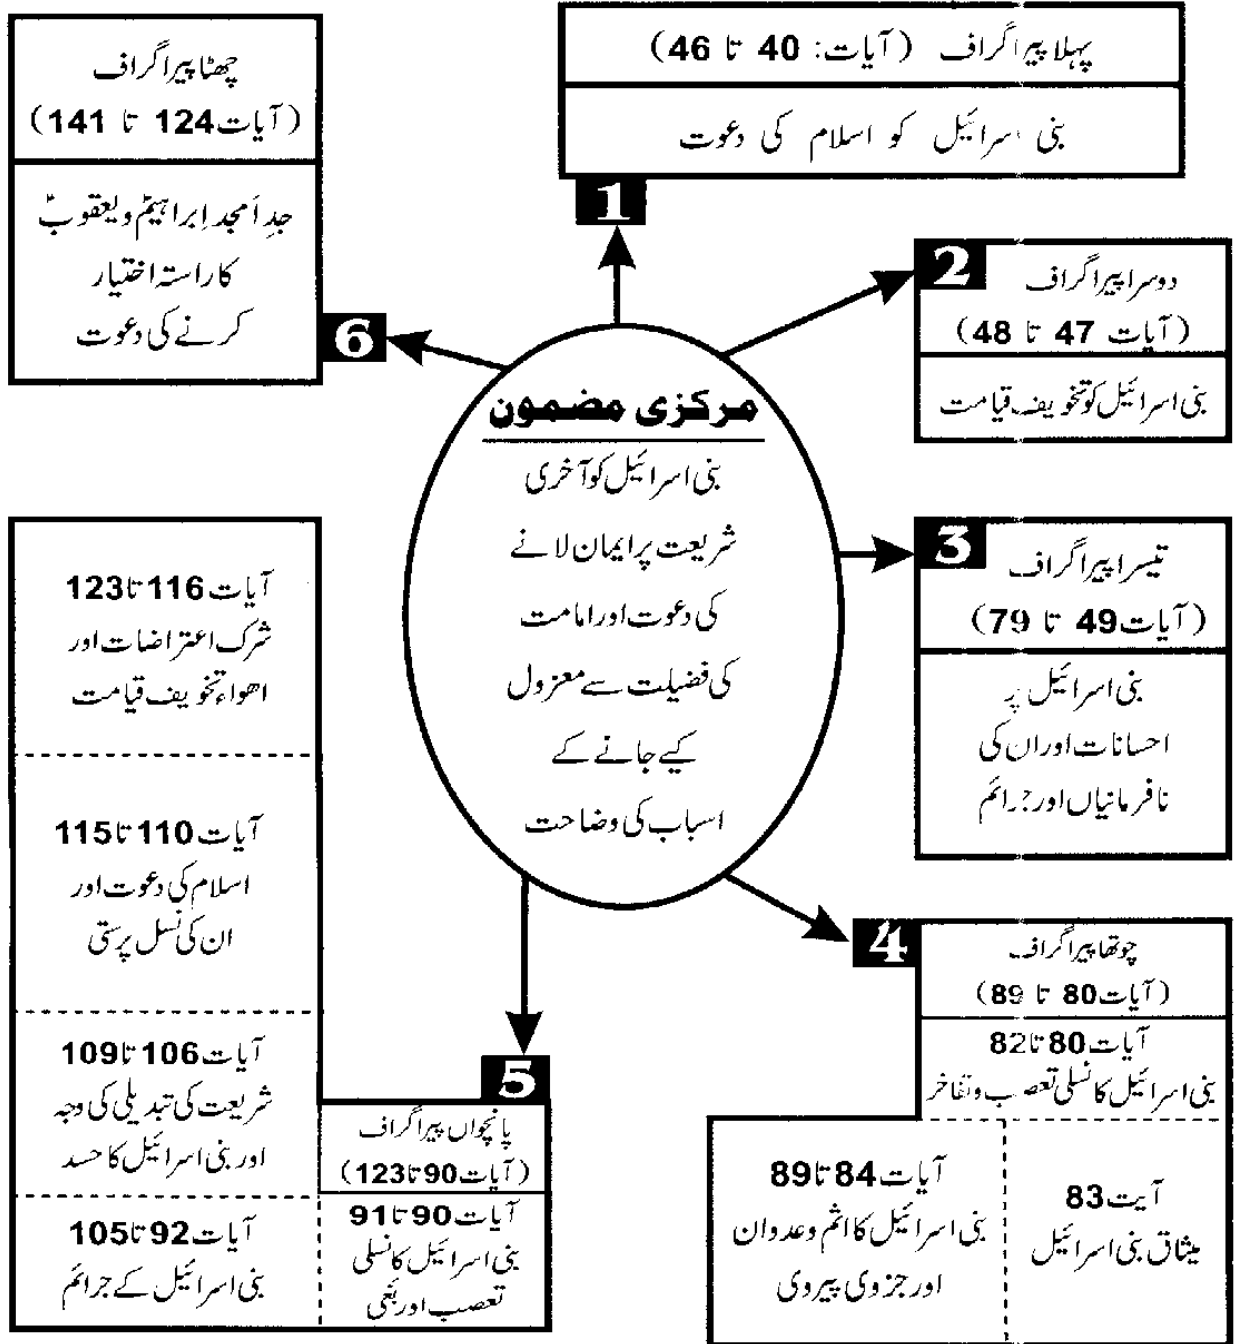 پہلا پیراگراف (آیات: 40 تا 46)
بنی اسرائیل کو اسلام کی دعوت
1
2
دوسرا پیراگراف
(آیات 47 تا 48)
بنی اسرائیل کو تخویف قیامت
3
تیسرا پیراگراف
(آیات 49 تا 79)
بنی اسرائیل پر
احسانات اور ان کی
نافرمانیاں اور جرائم
4
چوتھا پیراگراف
(آیات 80 تا 89)
آیات 80 تا 82
بنی اسرائیل کا نسلی تعصب و تفاخر
آیت 83
میثاق بنی اسرائیل
آیات 84 تا 89
بنی اسرائیل کا اثم و عدوان
اور جزوی پیروی
5
پانچواں پیراگراف
(آیات 90 تا 123)
آیات 90 تا 91
بنی اسرائیل کا نسلی
تعصب اور بغی
آیات 92 تا 105
بنی اسرائیل کے جرائم
آیات 106 تا 109
شریعت کی تبدیلی کی وجہ
اور بنی اسرائیل کا حسد
آیات 110 تا 115
اسلام کی دعوت اور
ان کی نسل پرستی
آیات 116 تا 123
شرک اعتراضات اور
اھواء تخویف قیامت
6
چھٹا پیراگراف
(آیات 124 تا 141)
جدِ اَمجد اِبراہیمؑ و یعقوبؑ
کا راستہ اختیار
کرنے کی دعوت
مرکزی مضمون
بنی اسرائیل کو آخری
شریعت پر ایمان لانے
کی دعوت اور امامت
کی فضیلت سے معزول
کیے جانے کے
اسباب کی وضاحت